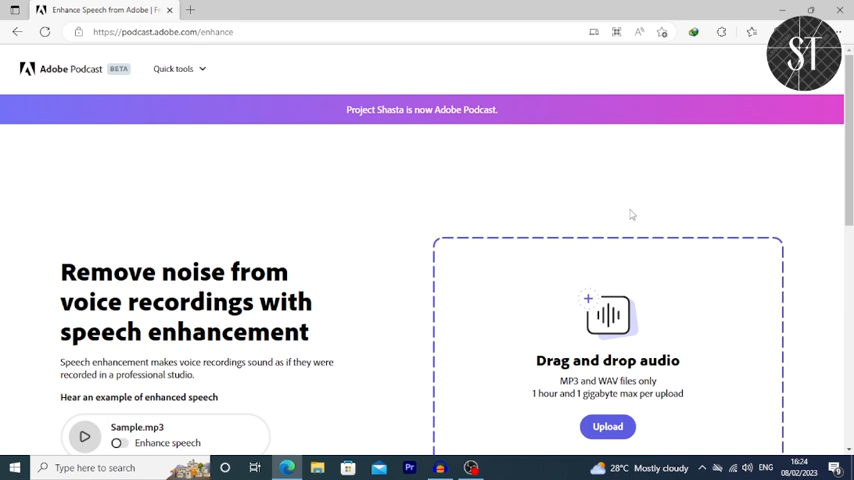 Enhance Speech from Adobe | Fr
https://podcast.adobe.com/enhance
ST
Adobe Podcast BETA Quick tools
Project Shasta is now Adobe Podcast.
Remove noise from
voice recordings with
speech enhancement
Speech enhancement makes voice recordings sound as if they were
recorded in a professional studio.
Hear an example of enhanced speech
Sample.mp3
Enhance speech
Drag and drop audio
MP3 and WAV files only
1 hour and 1 gigabyte max per upload
Upload
Type here to search
Pr
28°C Mostly cloudy
ENG
16:24
08/02/2023